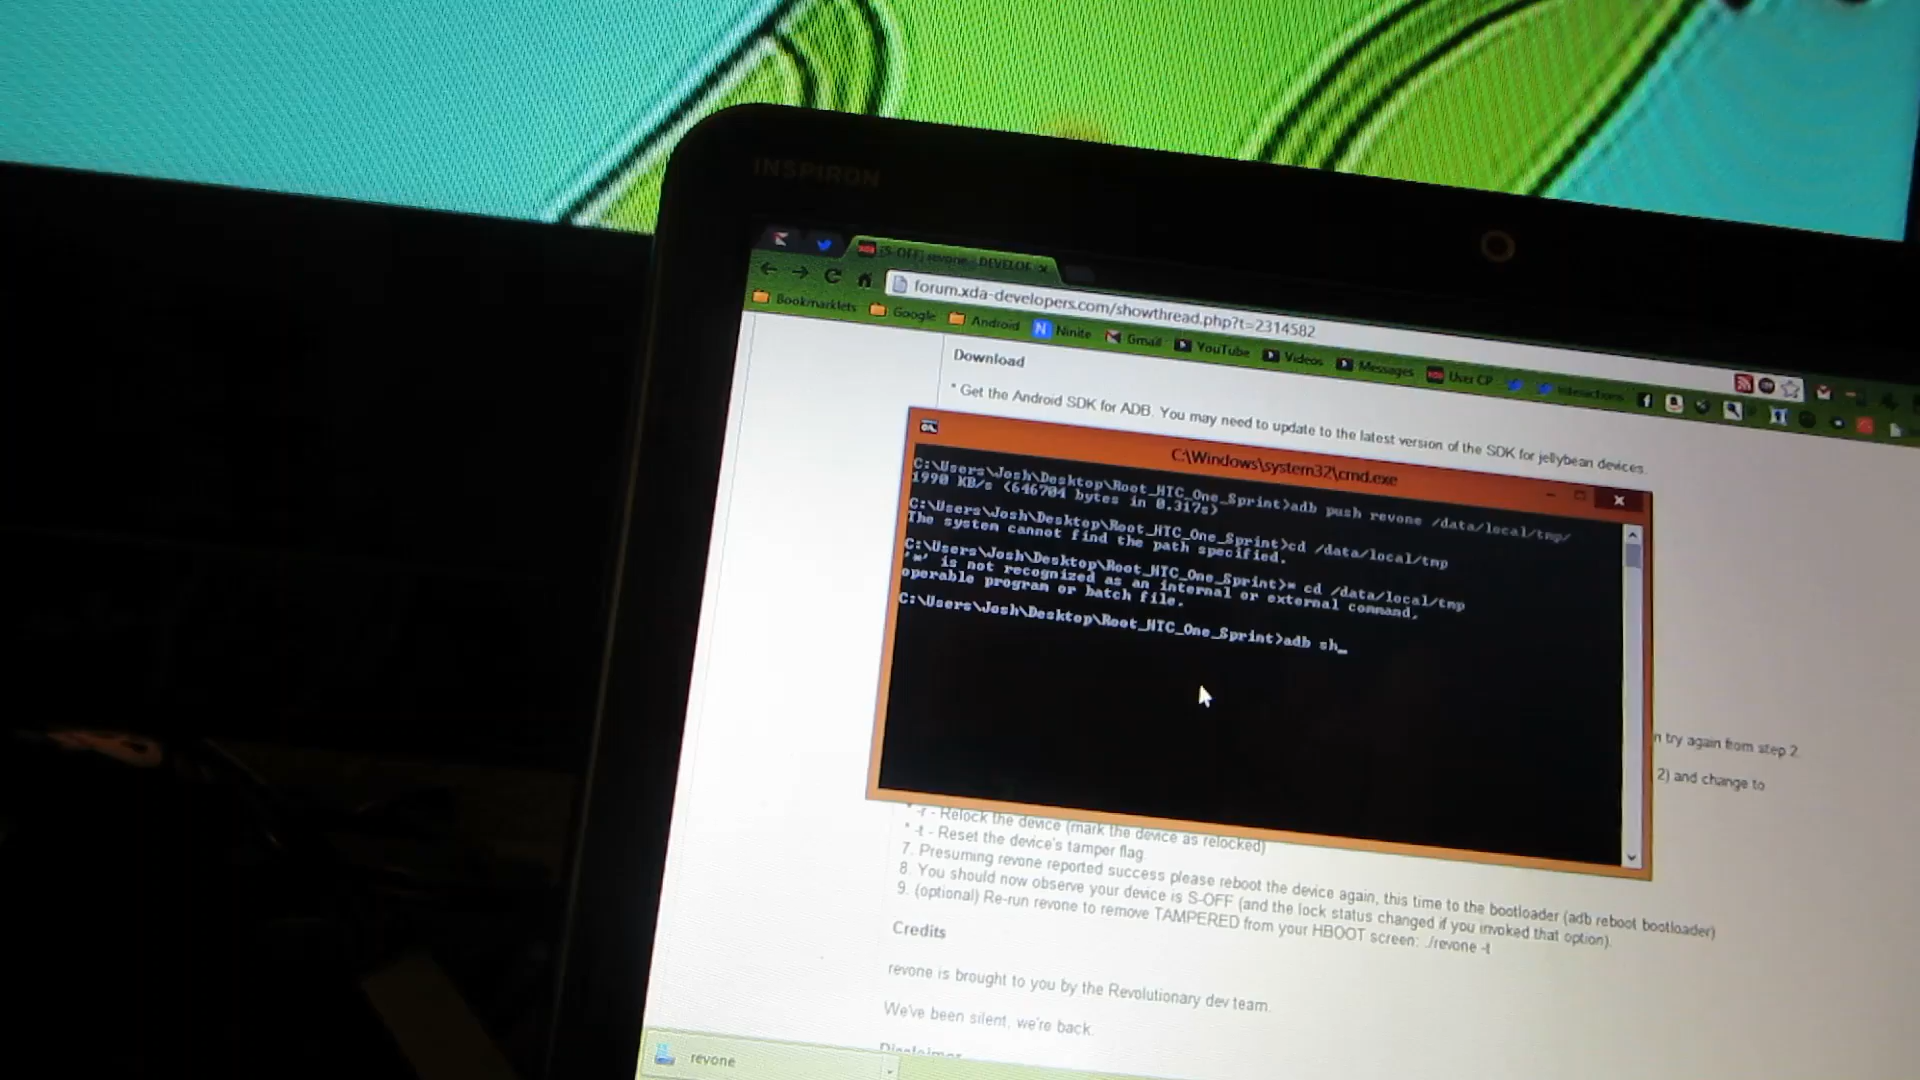 INSPIRON
[S-OFF] revone - DEVELOP
forum.xda-developers.com/showthread.php?t=2314582
Bookmarklets Google Android Ninite Gmail YouTube Videos Messages User CP Interactions
Download
* Get the Android SDK for ADB. You may need to update to the latest version of the SDK for jellybean devices.
C:\Windows\system32\cmd.exe
C:\Users\Josh\Desktop\Root_HTC_One_Sprint>adb push revone /data/local/tmp/
1990 KB/s (646704 bytes in 0.317s)
C:\Users\Josh\Desktop\Root_HTC_One_Sprint>cd /data/local/tmp
The system cannot find the path specified.
C:\Users\Josh\Desktop\Root_HTC_One_Sprint>* cd /data/local/tmp
'*' is not recognized as an internal or external command,
operable program or batch file.
C:\Users\Josh\Desktop\Root_HTC_One_Sprint>adb sh_
n try again from step 2.
2) and change to
* -r - Relock the device (mark the device as relocked)
* -t - Reset the device's tamper flag.
7. Presuming revone reported success please reboot the device again, this time to the bootloader (adb reboot bootloader)
8. You should now observe your device is S-OFF (and the lock status changed if you invoked that option).
9. (optional) Re-run revone to remove TAMPERED from your HBOOT screen: ./revone -t
Credits
revone is brought to you by the Revolutionary dev team.
We've been silent, we're back.
Disclaimer
revone